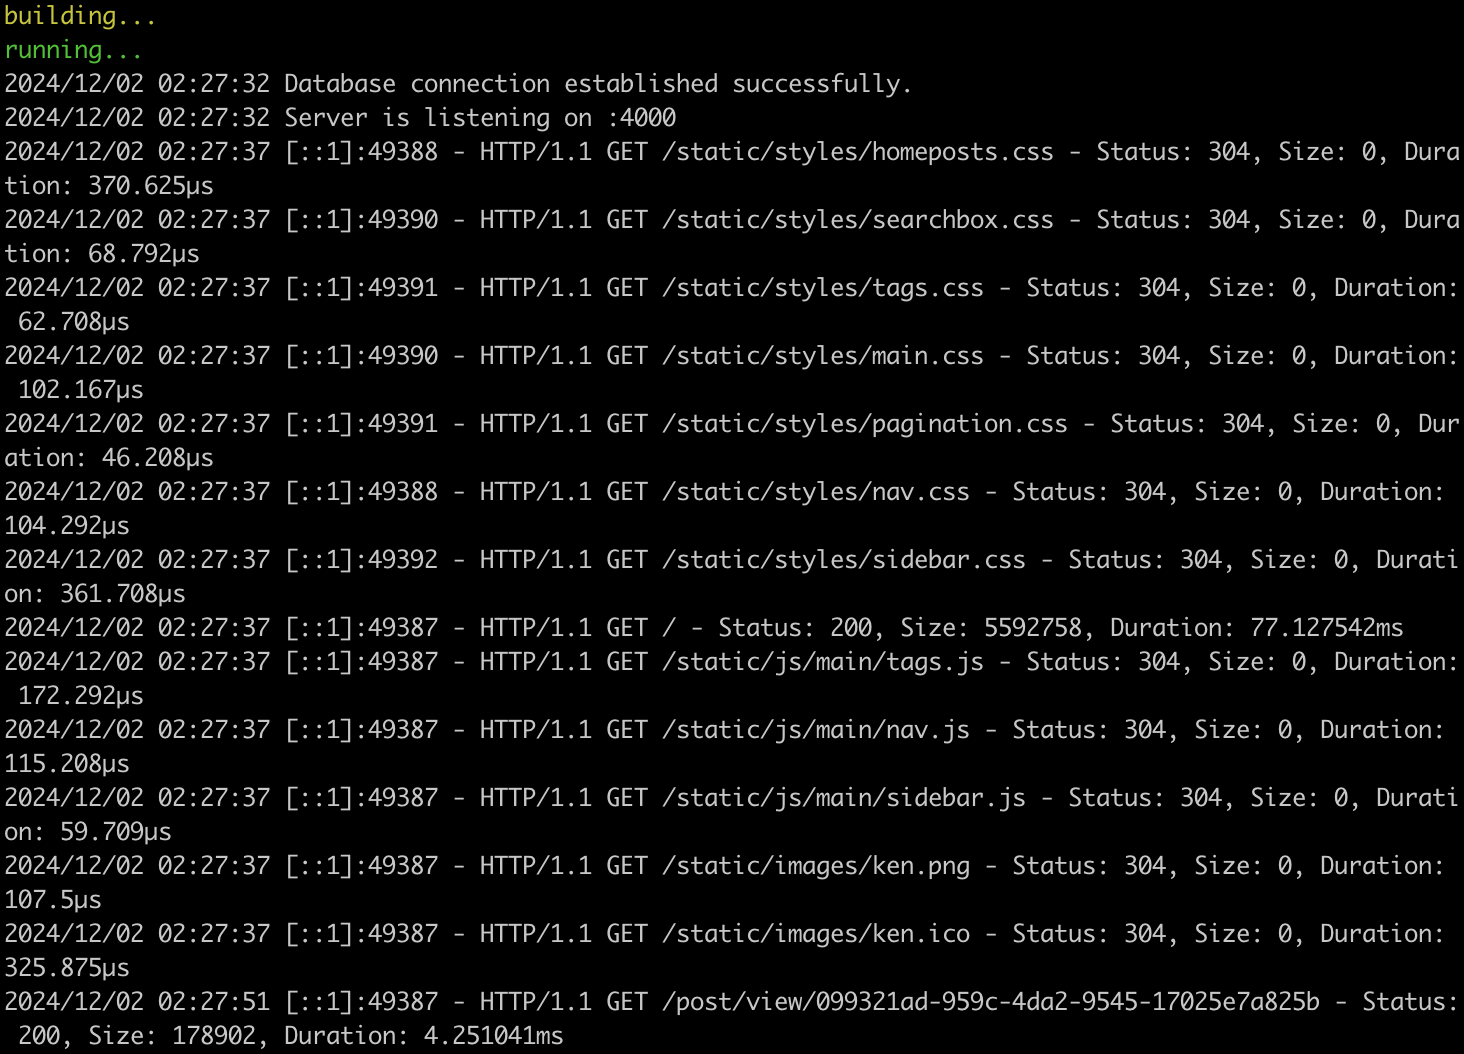 building...
running...
2024/12/02 02:27:32 Database connection established successfully.
2024/12/02 02:27:32 Server is listening on :4000
2024/12/02 02:27:37 [::1]:49388 - HTTP/1.1 GET /static/styles/homeposts.css - Status: 304, Size: 0, Dura
tion: 370.625µs
2024/12/02 02:27:37 [::1]:49390 - HTTP/1.1 GET /static/styles/searchbox.css - Status: 304, Size: 0, Dura
tion: 68.792µs
2024/12/02 02:27:37 [::1]:49391 - HTTP/1.1 GET /static/styles/tags.css - Status: 304, Size: 0, Duration:
 62.708µs
2024/12/02 02:27:37 [::1]:49390 - HTTP/1.1 GET /static/styles/main.css - Status: 304, Size: 0, Duration:
 102.167µs
2024/12/02 02:27:37 [::1]:49391 - HTTP/1.1 GET /static/styles/pagination.css - Status: 304, Size: 0, Dur
ation: 46.208µs
2024/12/02 02:27:37 [::1]:49388 - HTTP/1.1 GET /static/styles/nav.css - Status: 304, Size: 0, Duration: 
104.292µs
2024/12/02 02:27:37 [::1]:49392 - HTTP/1.1 GET /static/styles/sidebar.css - Status: 304, Size: 0, Durati
on: 361.708µs
2024/12/02 02:27:37 [::1]:49387 - HTTP/1.1 GET / - Status: 200, Size: 5592758, Duration: 77.127542ms
2024/12/02 02:27:37 [::1]:49387 - HTTP/1.1 GET /static/js/main/tags.js - Status: 304, Size: 0, Duration:
 172.292µs
2024/12/02 02:27:37 [::1]:49387 - HTTP/1.1 GET /static/js/main/nav.js - Status: 304, Size: 0, Duration: 
115.208µs
2024/12/02 02:27:37 [::1]:49387 - HTTP/1.1 GET /static/js/main/sidebar.js - Status: 304, Size: 0, Durati
on: 59.709µs
2024/12/02 02:27:37 [::1]:49387 - HTTP/1.1 GET /static/images/ken.png - Status: 304, Size: 0, Duration: 
107.5µs
2024/12/02 02:27:37 [::1]:49387 - HTTP/1.1 GET /static/images/ken.ico - Status: 304, Size: 0, Duration: 
325.875µs
2024/12/02 02:27:51 [::1]:49387 - HTTP/1.1 GET /post/view/099321ad-959c-4da2-9545-17025e7a825b - Status:
 200, Size: 178902, Duration: 4.251041ms